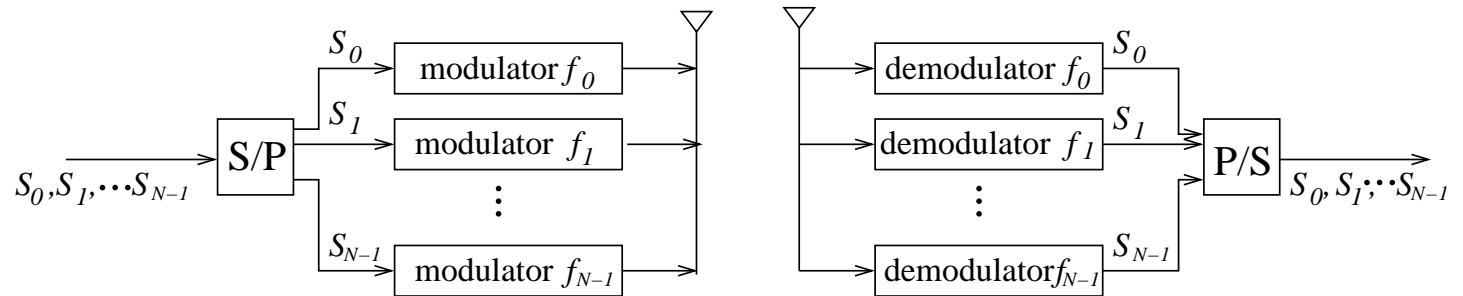 S/P
S_0, S_1, ... S_{N-1}
S_0
modulator f_0
S_1
modulator f_1
⋮
S_{N-1}
modulator f_{N-1}
demodulator f_0
S_0
demodulator f_1
S_1
⋮
demodulator f_{N-1}
S_{N-1}
P/S
S_0, S_1, ... S_{N-1}